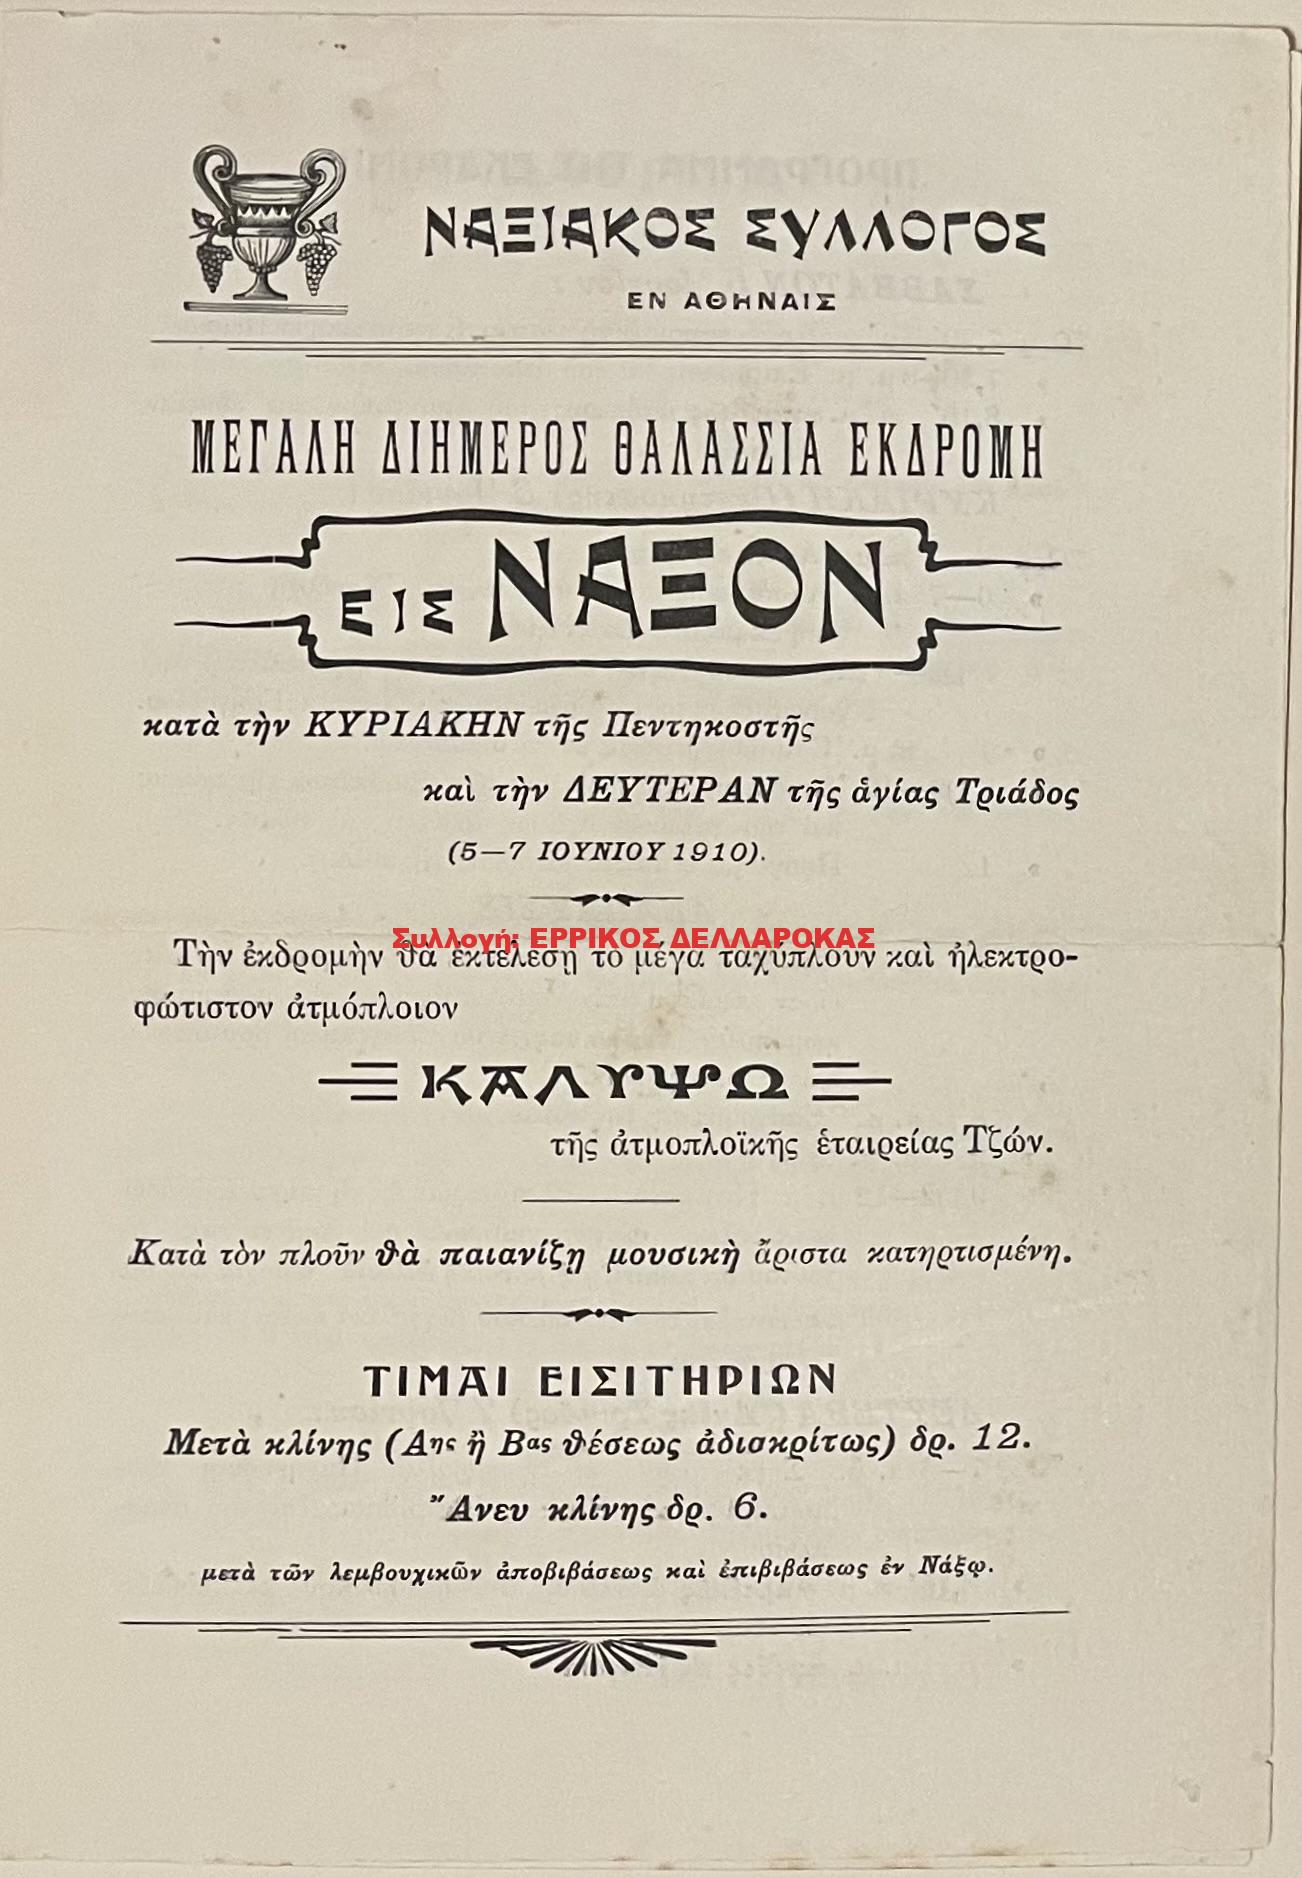 ΝΑΞΙΑΚΟΣ ΣΥΛΛΟΓΟΣ
ΕΝ ΑΘΗΝΑΙΣ
ΜΕΓΑΛΗ ΔΙΗΜΕΡΟΣ ΘΑΛΑΣΣΙΑ ΕΚΔΡΟΜΗ
ΕΙΣ ΝΑΞΟΝ
κατὰ τὴν ΚΥΡΙΑΚΗΝ τῆς Πεντηκοστῆς
καὶ τὴν ΔΕΥΤΕΡΑΝ τῆς ἁγίας Τριάδος
(5—7 ΙΟΥΝΙΟΥ 1910).
Συλλογή: ΕΡΡΙΚΟΣ ΔΕΛΛΑΡΟΚΑΣ
Τὴν ἐκδρομὴν θὰ ἐκτελέσῃ τὸ μέγα ταχύπλουν καὶ ἠλεκτρο-
φώτιστον ἀτμόπλοιον
ΚΑΛΥΨΩ
τῆς ἀτμοπλοϊκῆς ἑταιρείας Τζών.
Κατὰ τὸν πλοῦν θὰ παιανίζῃ μουσικὴ ἄριστα κατηρτισμένη.
ΤΙΜΑΙ ΕΙΣΙΤΗΡΙΩΝ
Μετὰ κλίνης (Αης ἢ Βας θέσεως ἀδιακρίτως) δρ. 12.
Ἄνευ κλίνης δρ. 6.
μετὰ τῶν λεμβουχικῶν ἀποβιβάσεως καὶ ἐπιβιβάσεως ἐν Νάξῳ.